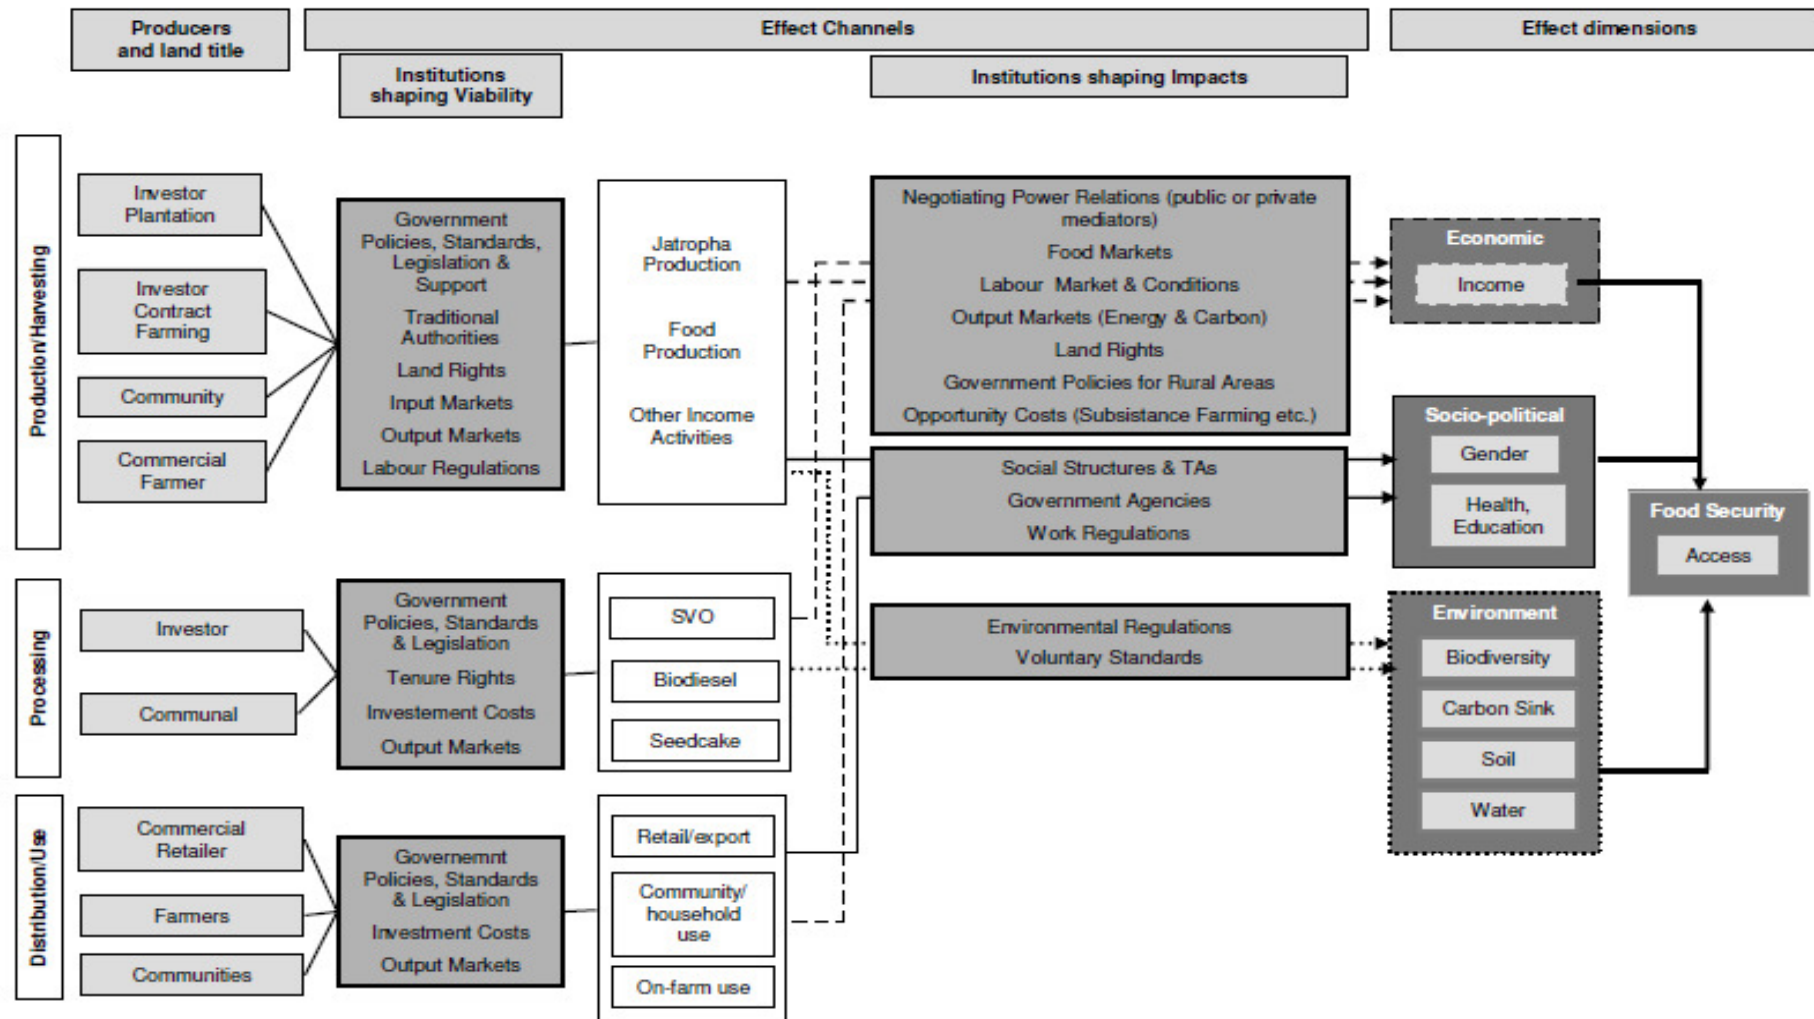 Producers
and land title
Effect Channels
Effect dimensions
Institutions
shaping Viability
Institutions shaping Impacts
Production/Harvesting
Investor
Plantation
Investor
Contract
Farming
Community
Commercial
Farmer
Government
Policies, Standards,
Legislation &
Support
Traditional
Authorities
Land Rights
Input Markets
Output Markets
Labour Regulations
Jatropha
Production
Food
Production
Other Income
Activities
Negotiating Power Relations (public or private
mediators)
Food Markets
Labour Market & Conditions
Output Markets (Energy & Carbon)
Land Rights
Government Policies for Rural Areas
Opportunity Costs (Subsistance Farming etc.)
Social Structures & TAs
Government Agencies
Work Regulations
Environmental Regulations
Voluntary Standards
Economic
Income
Socio-political
Gender
Health,
Education
Food Security
Access
Environment
Biodiversity
Carbon Sink
Soil
Water
Processing
Investor
Communal
Government
Policies, Standards
& Legislation
Tenure Rights
Investement Costs
Output Markets
SVO
Biodiesel
Seedcake
Distribution/Use
Commercial
Retailer
Farmers
Communities
Governemnt
Policies, Standards
& Legislation
Investment Costs
Output Markets
Retail/export
Community/
household
use
On-farm use